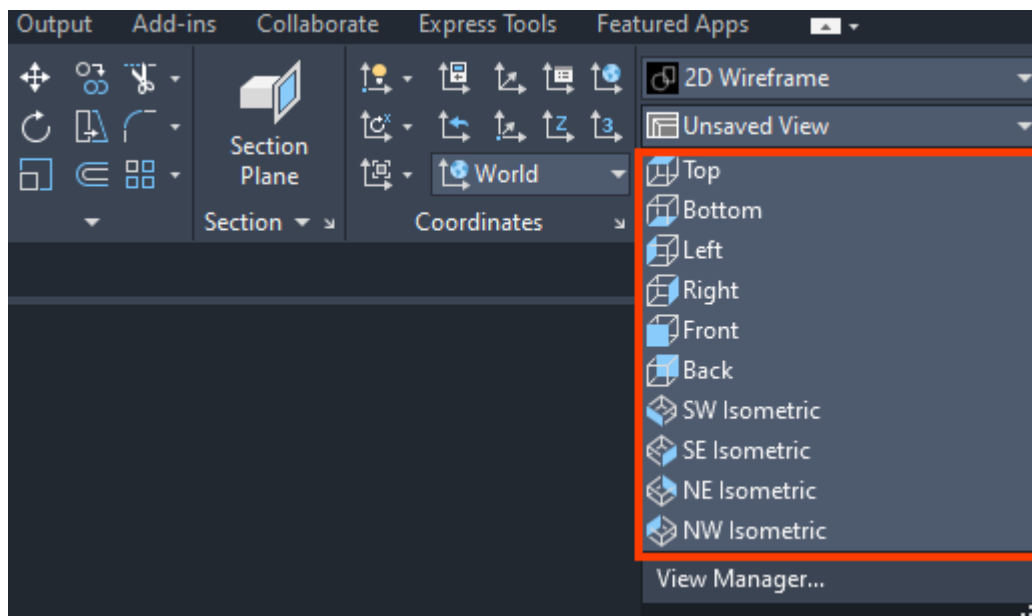 Output Add-ins Collaborate Express Tools Featured Apps
2D Wireframe
Unsaved View
Section
Plane
World
Section
Coordinates
Top
Bottom
Left
Right
Front
Back
SW Isometric
SE Isometric
NE Isometric
NW Isometric
View Manager...